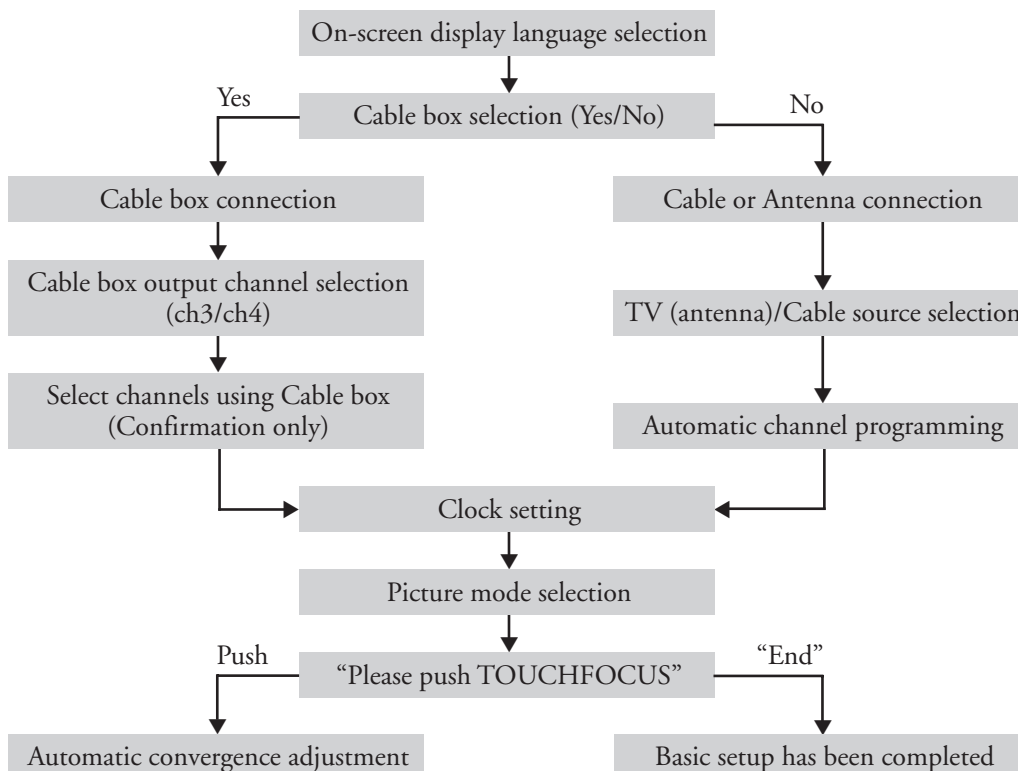 On-screen display language selection
Yes
Cable box selection (Yes/No)
No
Cable box connection
Cable or Antenna connection
Cable box output channel selection
(ch3/ch4)
TV (antenna)/Cable source selection
Select channels using Cable box
(Confirmation only)
Automatic channel programming
Clock setting
Picture mode selection
Push
“Please push TOUCHFOCUS”
“End”
Automatic convergence adjustment
Basic setup has been completed